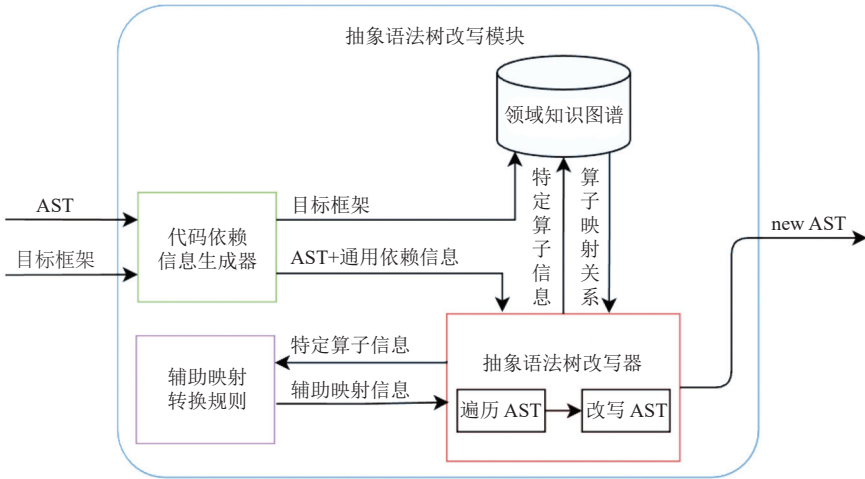 抽象语法树改写模块
领域知识图谱
AST
目标框架
代码依赖
信息生成器
目标框架
AST+通用依赖信息
特定算子信息
算子映射关系
new AST
辅助映射
转换规则
特定算子信息
辅助映射信息
抽象语法树改写器
遍历 AST
改写 AST